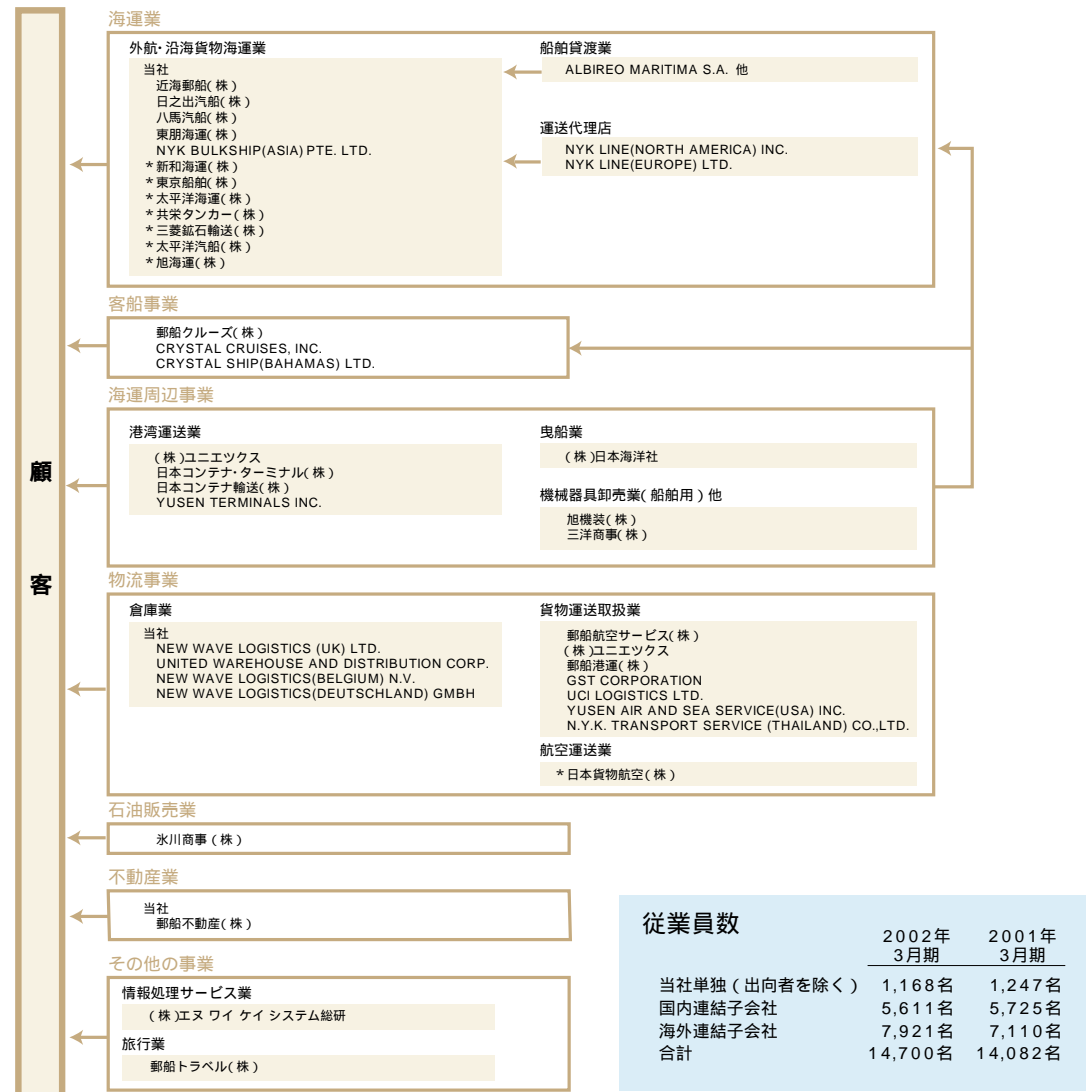 顧客
海運業
外航・沿海貨物海運業
当社
近海郵船(株)
日之出汽船(株)
八馬汽船(株)
東朋海運(株)
NYK BULKSHIP(ASIA) PTE. LTD.
*新和海運(株)
*東京船舶(株)
*太平洋海運(株)
*共栄タンカー(株)
*三菱鉱石輸送(株)
*太平洋汽船(株)
*旭海運(株)
船舶貸渡業
ALBIREO MARITIMA S.A. 他
運送代理店
NYK LINE(NORTH AMERICA) INC.
NYK LINE(EUROPE) LTD.
客船事業
郵船クルーズ(株)
CRYSTAL CRUISES, INC.
CRYSTAL SHIP(BAHAMAS) LTD.
海運周辺事業
港湾運送業
(株)ユニエツクス
日本コンテナ・ターミナル(株)
日本コンテナ輸送(株)
YUSEN TERMINALS INC.
曳船業
(株)日本海洋社
機械器具卸売業(船舶用)他
旭機装(株)
三洋商事(株)
物流事業
倉庫業
当社
NEW WAVE LOGISTICS (UK) LTD.
UNITED WAREHOUSE AND DISTRIBUTION CORP.
NEW WAVE LOGISTICS(BELGIUM) N.V.
NEW WAVE LOGISTICS(DEUTSCHLAND) GMBH
貨物運送取扱業
郵船航空サービス(株)
(株)ユニエツクス
郵船港運(株)
GST CORPORATION
UCI LOGISTICS LTD.
YUSEN AIR AND SEA SERVICE(USA) INC.
N.Y.K. TRANSPORT SERVICE (THAILAND) CO.,LTD.
航空運送業
*日本貨物航空(株)
石油販売業
氷川商事(株)
不動産業
当社
郵船不動産(株)
その他の事業
情報処理サービス業
(株)エヌ ワイ ケイ システム総研
旅行業
郵船トラベル(株)
従業員数
2002年 2001年
3月期 3月期
当社単独(出向者を除く) 1,168名 1,247名
国内連結子会社 5,611名 5,725名
海外連結子会社 7,921名 7,110名
合計 14,700名 14,082名